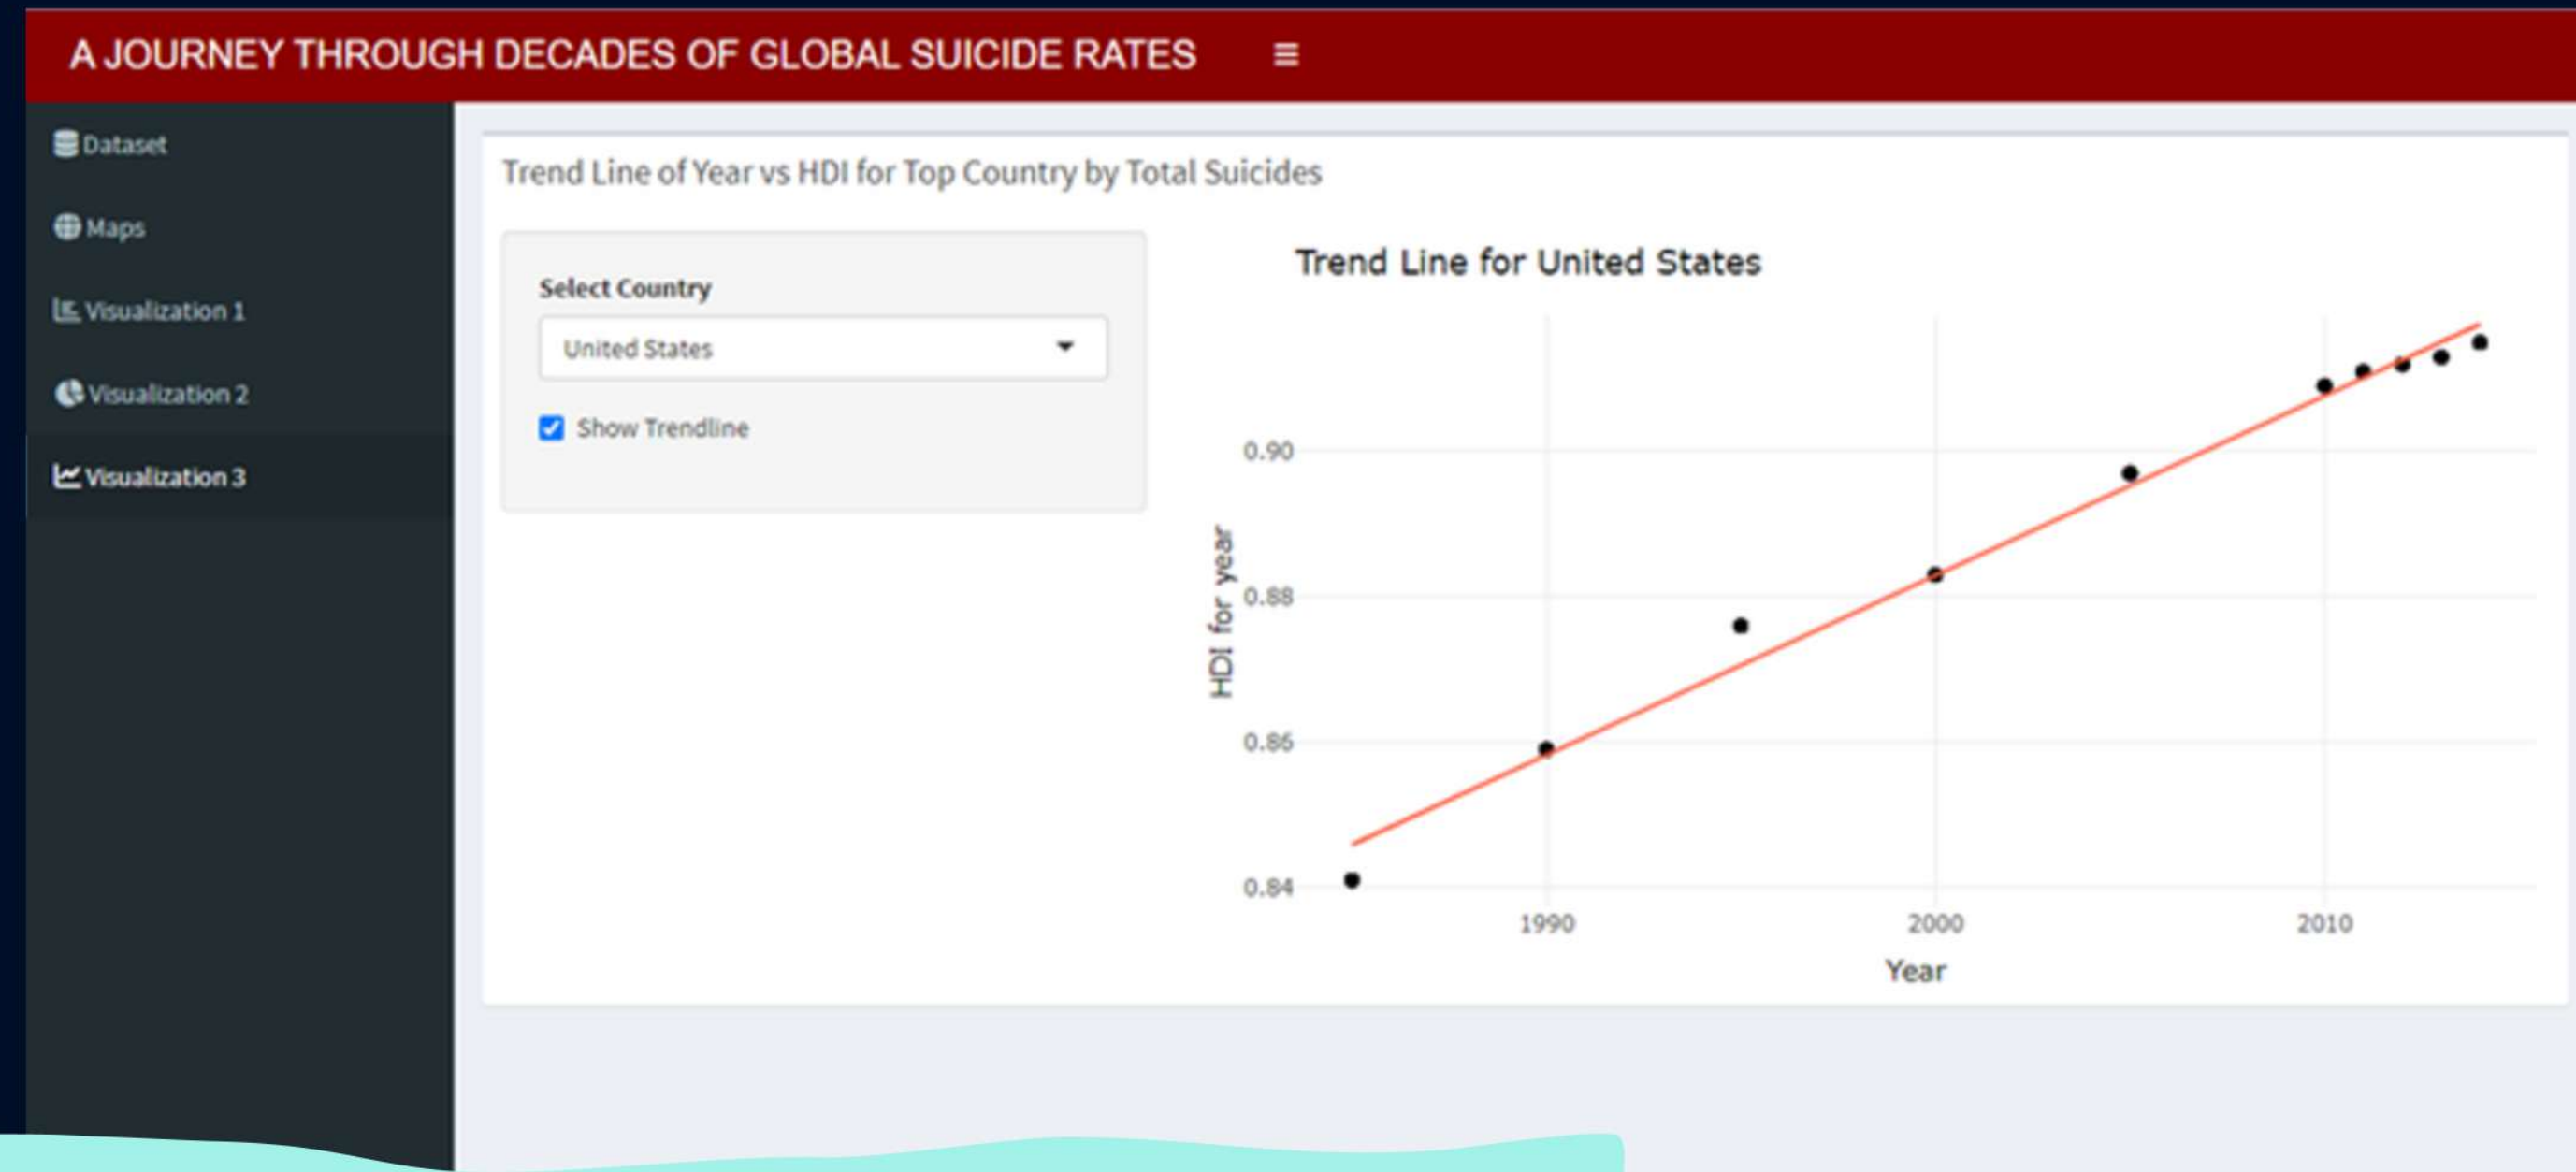 A JOURNEY THROUGH DECADES OF GLOBAL SUICIDE RATES
Dataset
Maps
Visualization 1
Visualization 2
Visualization 3
Trend Line of Year vs HDI for Top Country by Total Suicides
Select Country
United States
Show Trendline
Trend Line for United States
HDI for year
0.90
0.88
0.86
0.84
1990 2000 2010
Year